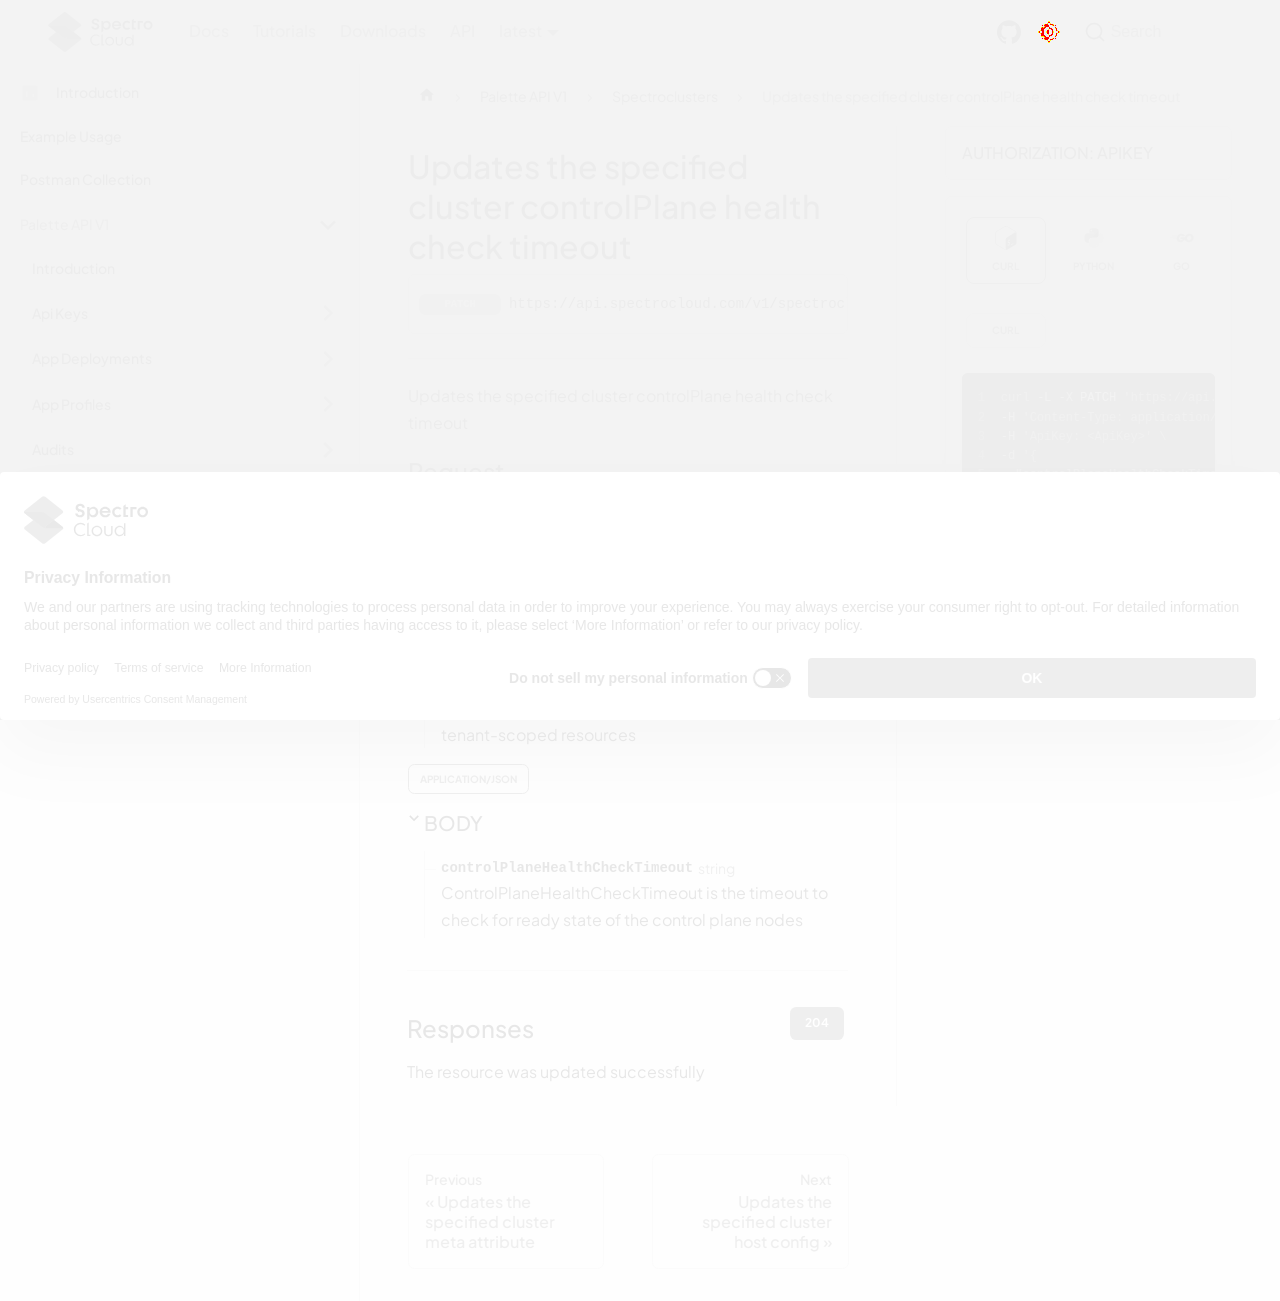 Spectro
Cloud
Docs Tutorials Downloads API latest Search
Introduction
Palette API V1 Spectroclusters Updates the specified cluster controlPlane health check timeout
Example Usage
Postman Collection
Palette API V1
Introduction
Api Keys
App Deployments
App Profiles
Audits
Updates the specified
cluster controlPlane health
check timeout
https://api.spectrocloud.com/v1/spectroc
Updates the specified cluster controlPlane health check
timeout
Request
AUTHORIZATION: APIKEY
CURL PYTHON GO
CURL
Spectro
Cloud
Privacy Information
We and our partners are using tracking technologies to process personal data in order to improve your experience. You may always exercise your consumer right to opt-out. For detailed information
about personal information we collect and third parties having access to it, please select ‘More Information’ or refer to our privacy policy.
Privacy policy Terms of service More Information
Powered by Usercentrics Consent Management
Do not sell my personal information
OK
tenant-scoped resources
APPLICATION/JSON
BODY
controlPlaneHealthCheckTimeout string
ControlPlaneHealthCheckTimeout is the timeout to
check for ready state of the control plane nodes
Responses
204
The resource was updated successfully
Previous
« Updates the
specified cluster
meta attribute
Next
Updates the
specified cluster
host config »